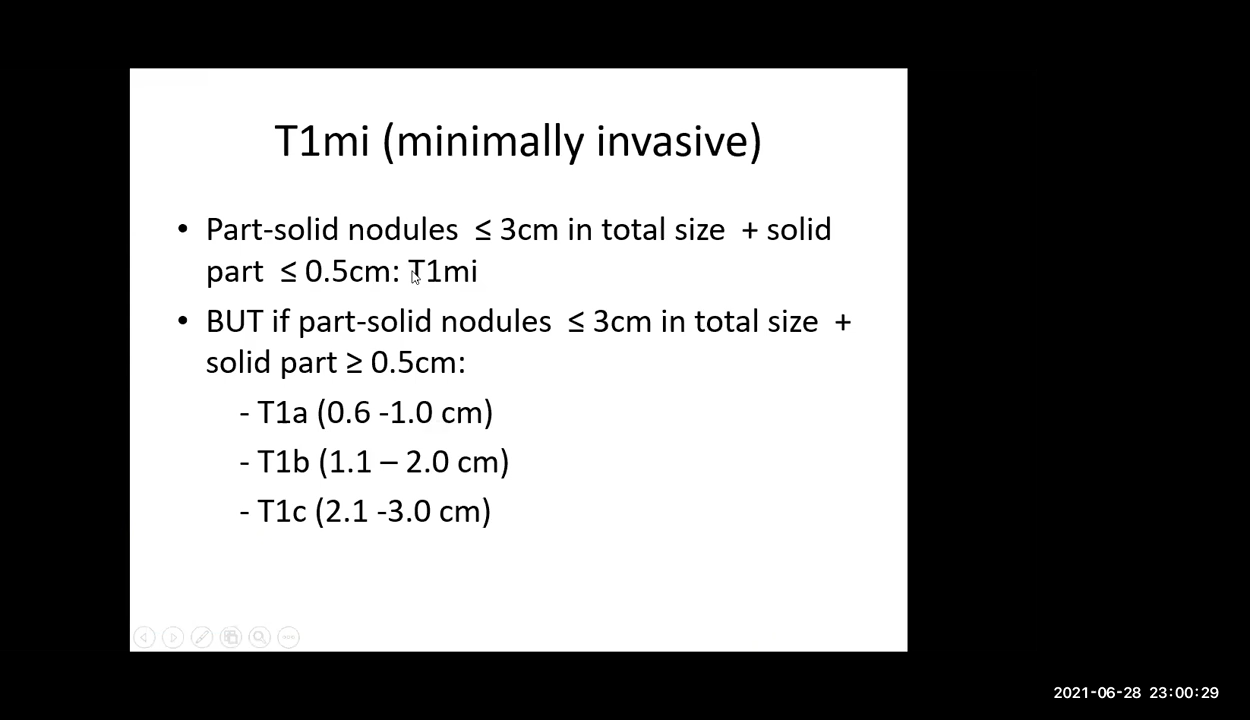 T1mi (minimally invasive)
• Part-solid nodules ≤ 3cm in total size + solid
part ≤ 0.5cm: T1mi
• BUT if part-solid nodules ≤ 3cm in total size +
solid part ≥ 0.5cm:
- T1a (0.6 -1.0 cm)
- T1b (1.1 – 2.0 cm)
- T1c (2.1 -3.0 cm)
2021-06-28 23:00:29